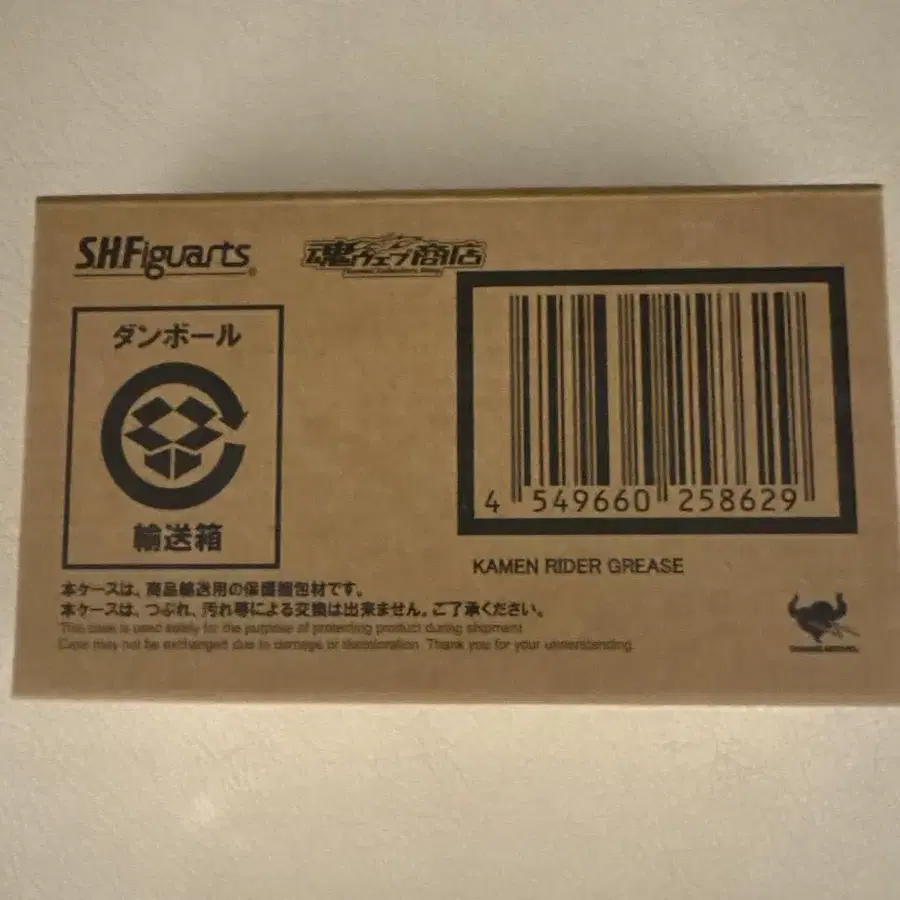 S.H.Figuarts
魂ウェブ商店
ダンボール
輸送箱
4 549660 258629
KAMEN RIDER GREASE
本ケースは、商品輸送用の保護梱包材です。
本ケースは、つぶれ、汚れ等による交換は出来ません。ご了承ください。
This case is used solely for the purpose of protecting product during shipment.
Case may not be exchanged due to damage or discoloration. Thank you for your understanding.